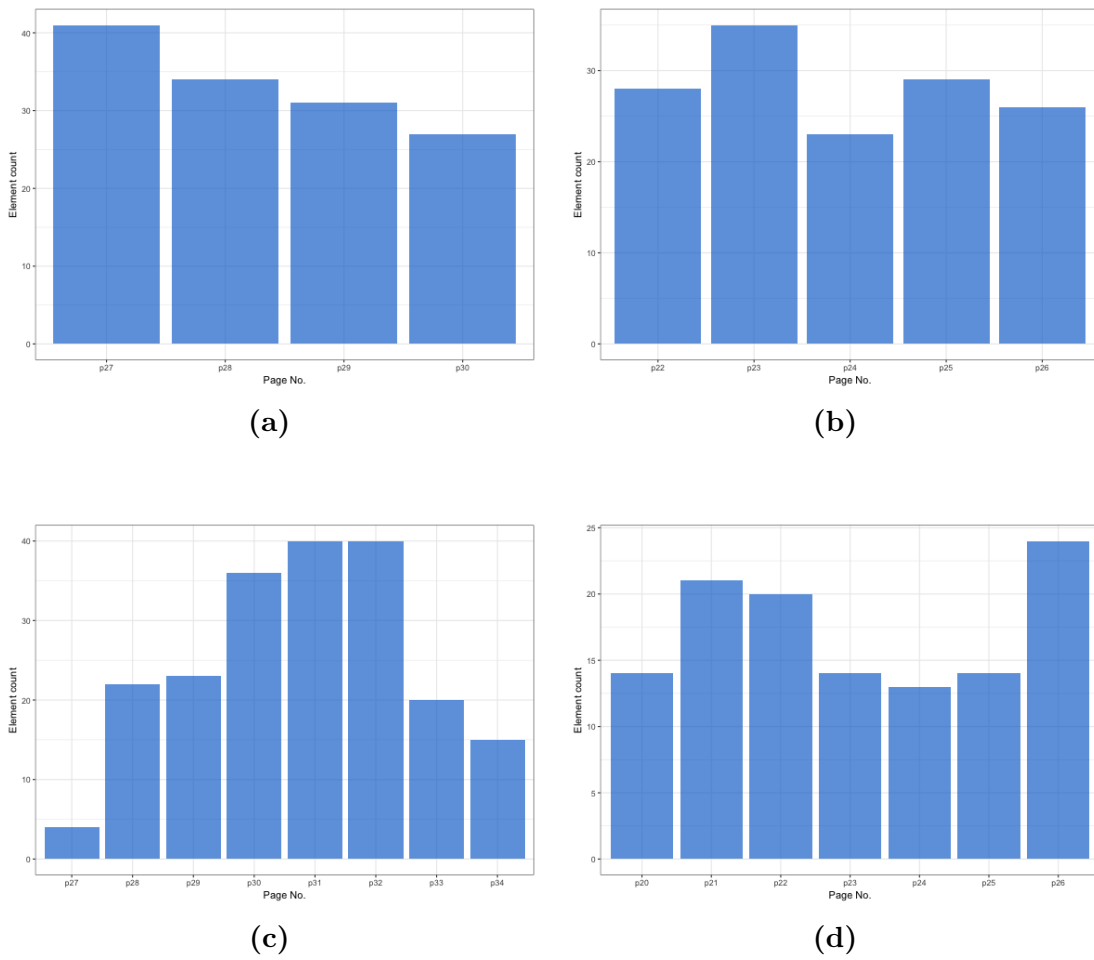 40
30
20
10
0
Element count
p27 p28 p29 p30
Page No.
(a)
30
20
10
0
Element count
p22 p23 p24 p25 p26
Page No.
(b)
40
30
20
10
0
Element count
p27 p28 p29 p30 p31 p32 p33 p34
Page No.
(c)
25
20
15
10
5
0
Element count
p20 p21 p22 p23 p24 p25 p26
Page No.
(d)